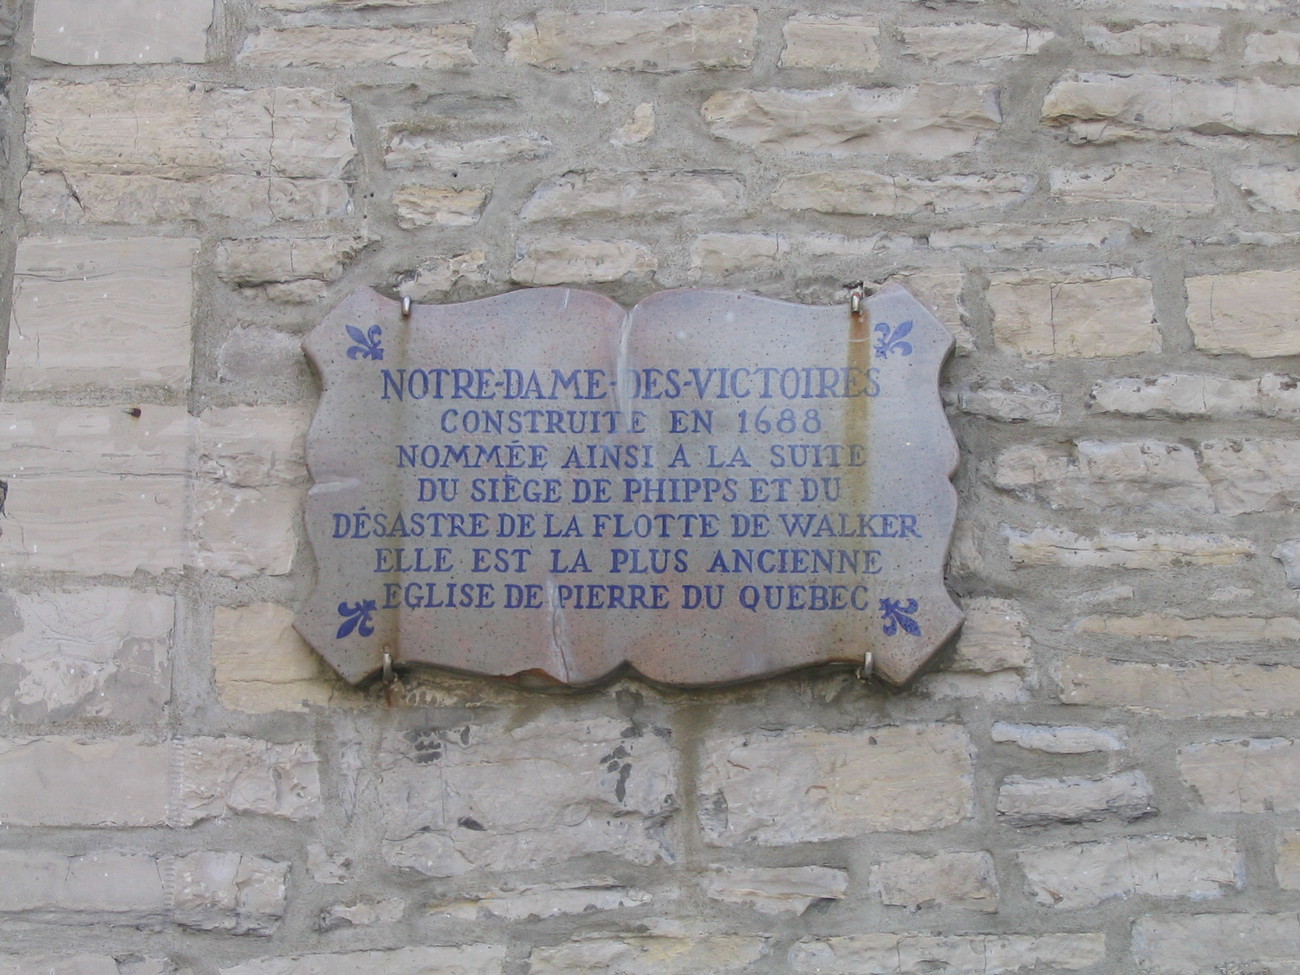 NOTRE-DAME-DES-VICTOIRES
CONSTRUITE EN 1688
NOMMÉE AINSI A LA SUITE
DU SIÈGE DE PHIPPS ET DU
DÉSASTRE DE LA FLOTTE DE WALKER
ELLE EST LA PLUS ANCIENNE
EGLISE DE PIERRE DU QUEBEC